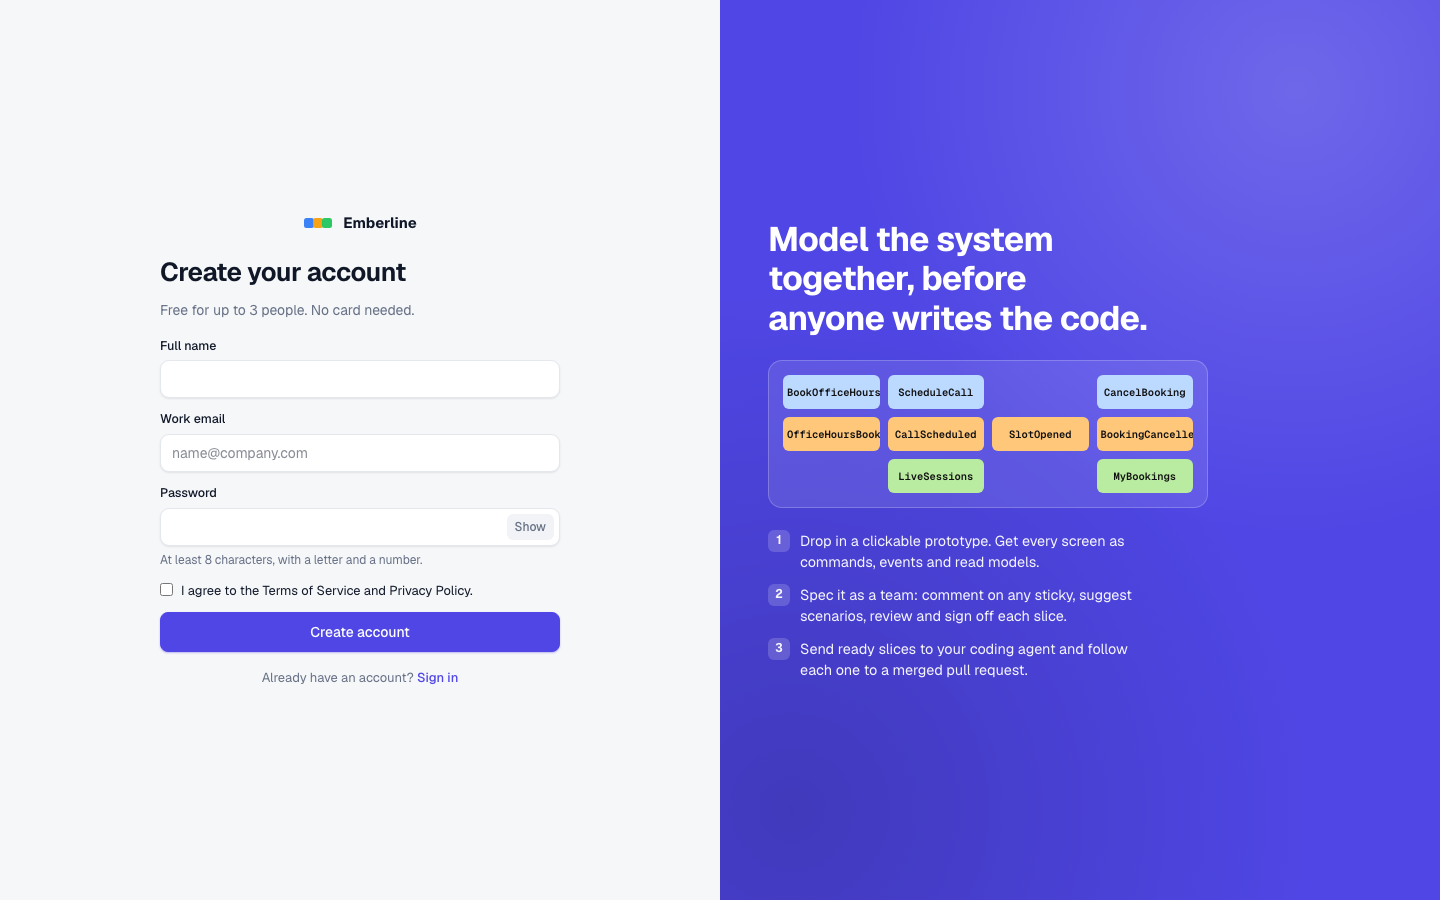 Emberline
Create your account
Free for up to 3 people. No card needed.
Full name
Work email
name@company.com
Password
Show
At least 8 characters, with a letter and a number.
I agree to the Terms of Service and Privacy Policy.
Create account
Already have an account? Sign in
Model the system
together, before
anyone writes the code.
BookOfficeHours ScheduleCall CancelBooking
OfficeHoursBook CallScheduled SlotOpened BookingCancelle
LiveSessions MyBookings
1 Drop in a clickable prototype. Get every screen as
commands, events and read models.
2 Spec it as a team: comment on any sticky, suggest
scenarios, review and sign off each slice.
3 Send ready slices to your coding agent and follow
each one to a merged pull request.